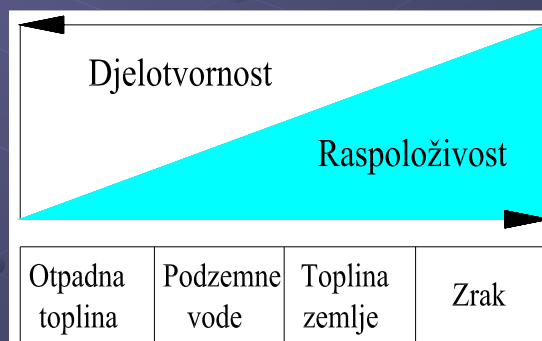 Djelotvornost
Raspoloživost
Otpadna
toplina
Podzemne
vode
Toplina
zemlje
Zrak